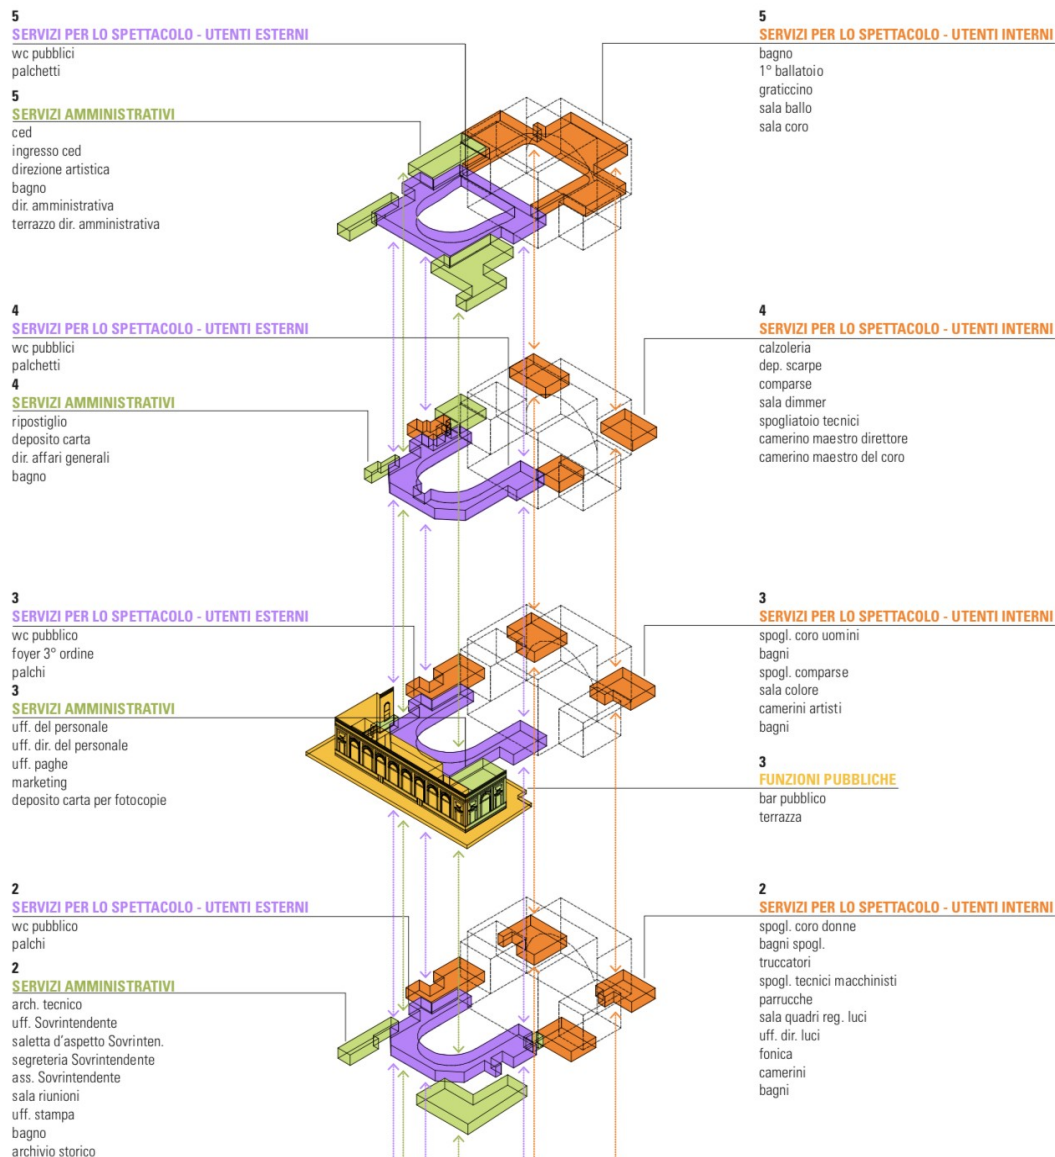 5
SERVIZI PER LO SPETTACOLO - UTENTI ESTERNI
wc pubblici
palchetti
5
SERVIZI AMMINISTRATIVI
ced
ingresso ced
direzione artistica
bagno
dir. amministrativa
terrazzo dir. amministrativa
5
SERVIZI PER LO SPETTACOLO - UTENTI INTERNI
bagno
1° ballatoio
graticcino
sala ballo
sala coro
4
SERVIZI PER LO SPETTACOLO - UTENTI ESTERNI
wc pubblici
palchetti
4
SERVIZI AMMINISTRATIVI
ripostiglio
deposito carta
dir. affari generali
bagno
4
SERVIZI PER LO SPETTACOLO - UTENTI INTERNI
calzoleria
dep. scarpe
comparse
sala dimmer
spogliatoio tecnici
camerino maestro direttore
camerino maestro del coro
3
SERVIZI PER LO SPETTACOLO - UTENTI ESTERNI
wc pubblico
foyer 3° ordine
palchi
3
SERVIZI AMMINISTRATIVI
uff. del personale
uff. dir. del personale
uff. paghe
marketing
deposito carta per fotocopie
3
SERVIZI PER LO SPETTACOLO - UTENTI INTERNI
spogl. coro uomini
bagni
spogl. comparse
sala colore
camerini artisti
bagni
3
FUNZIONI PUBBLICHE
bar pubblico
terrazza
2
SERVIZI PER LO SPETTACOLO - UTENTI ESTERNI
wc pubblico
palchi
2
SERVIZI AMMINISTRATIVI
arch. tecnico
uff. Sovrintendente
saletta d'aspetto Sovrinten.
segreteria Sovrintendente
ass. Sovrintendente
sala riunioni
uff. stampa
bagno
archivio storico
2
SERVIZI PER LO SPETTACOLO - UTENTI INTERNI
spogl. coro donne
bagni spogl.
truccatori
spogl. tecnici macchinisti
parrucche
sala quadri reg. luci
uff. dir. luci
fonica
camerini
bagni